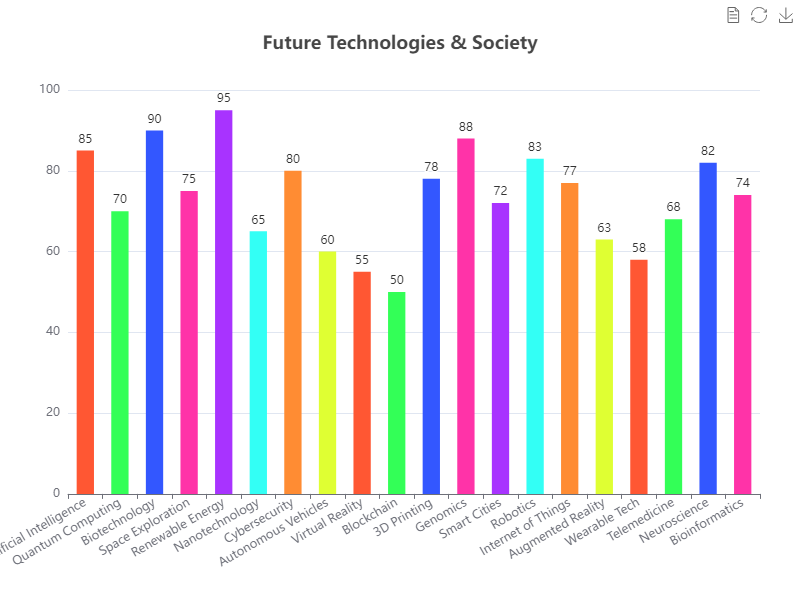 Future Technologies & Society
100
80
60
40
20
0
85
70
90
75
95
65
80
60
55
50
78
88
72
83
77
63
58
68
82
74
Quantum Computing
Biotechnology
Space Exploration
Renewable Energy
Nanotechnology
Cybersecurity
Autonomous Vehicles
Virtual Reality
Blockchain
3D Printing
Genomics
Smart Cities
Robotics
Internet of Things
Augmented Reality
Wearable Tech
Telemedicine
Neuroscience
Bioinformatics
ficial Intelligence